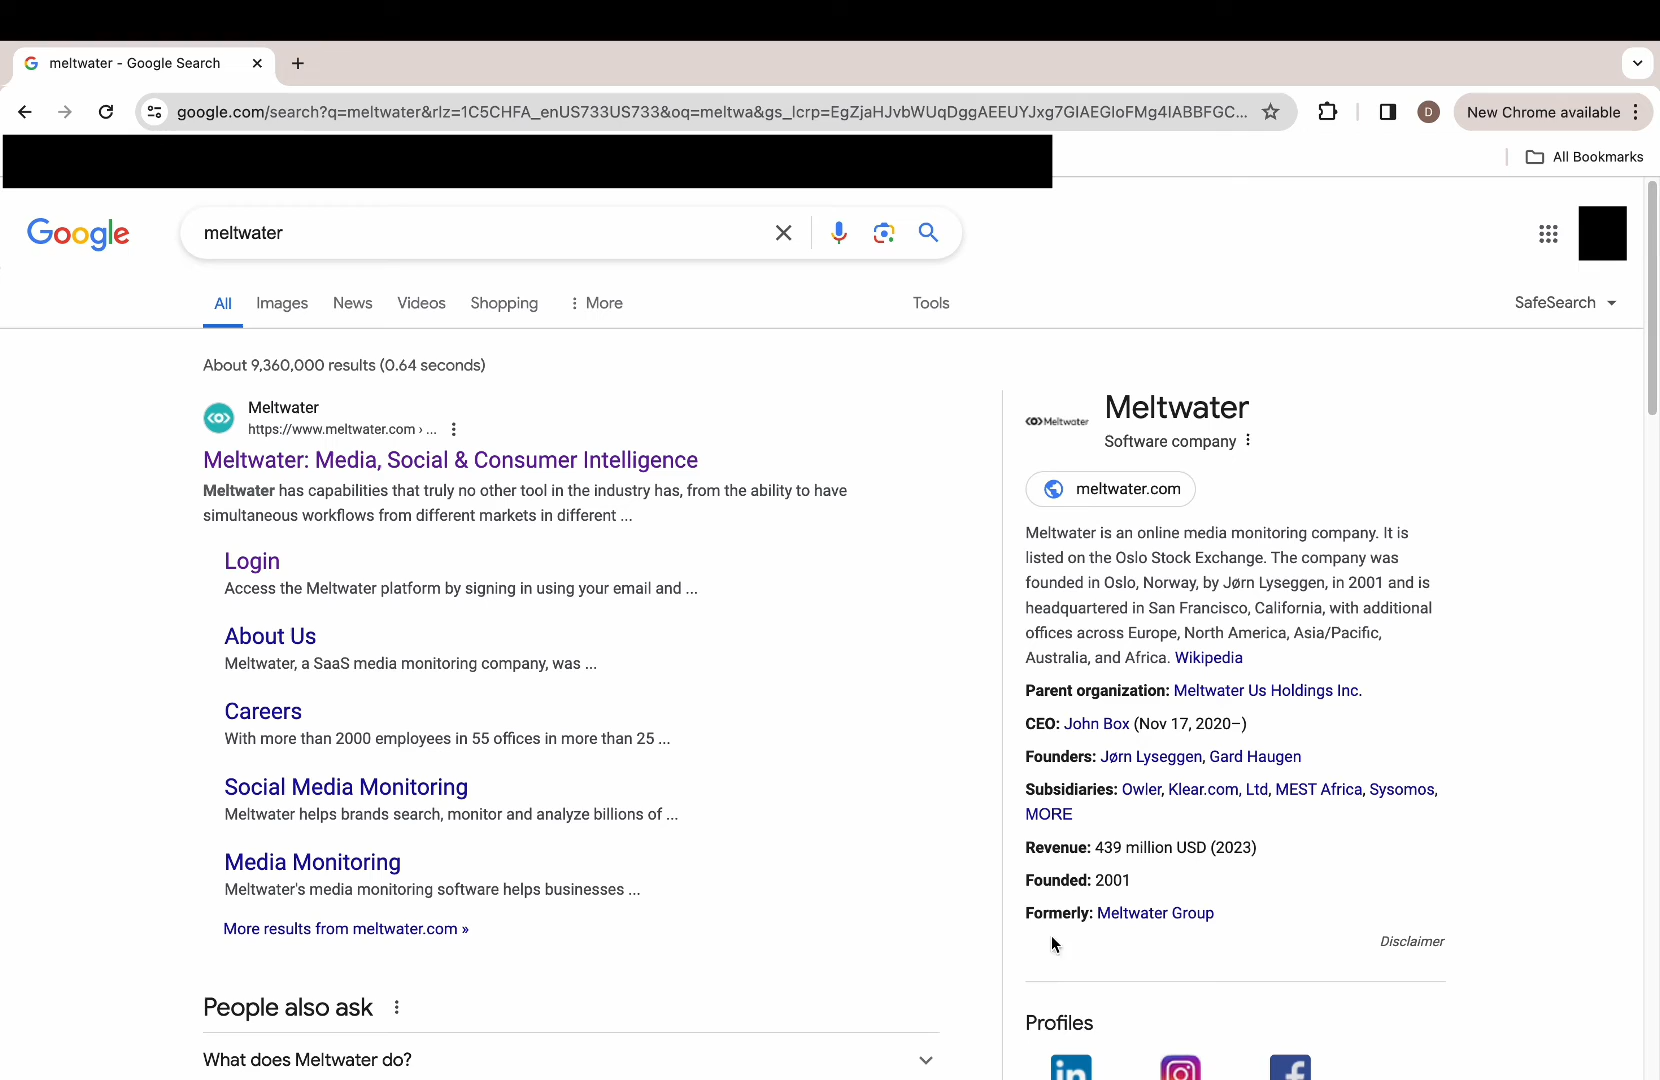 meltwater - Google Search
google.com/search?q=meltwater&rlz=1C5CHFA_enUS733US733&oq=meltwa&gs_lcrp=EgZjaHJvbWUqDggAEEUYJxg7GIAEGIoFMg4IABBFGC...
D
New Chrome available
All Bookmarks
Google
meltwater
All
Images
News
Videos
Shopping
More
Tools
SafeSearch
About 9,360,000 results (0.64 seconds)
Meltwater
https://www.meltwater.com › ...
Meltwater: Media, Social & Consumer Intelligence
Meltwater has capabilities that truly no other tool in the industry has, from the ability to have
simultaneous workflows from different markets in different ...
Login
Access the Meltwater platform by signing in using your email and ...
About Us
Meltwater, a SaaS media monitoring company, was ...
Careers
With more than 2000 employees in 55 offices in more than 25 ...
Social Media Monitoring
Meltwater helps brands search, monitor and analyze billions of ...
Media Monitoring
Meltwater's media monitoring software helps businesses ...
More results from meltwater.com »
People also ask
What does Meltwater do?
Meltwater
Meltwater
Software company
meltwater.com
Meltwater is an online media monitoring company. It is
listed on the Oslo Stock Exchange. The company was
founded in Oslo, Norway, by Jørn Lyseggen, in 2001 and is
headquartered in San Francisco, California, with additional
offices across Europe, North America, Asia/Pacific,
Australia, and Africa. Wikipedia
Parent organization: Meltwater Us Holdings Inc.
CEO: John Box (Nov 17, 2020–)
Founders: Jørn Lyseggen, Gard Haugen
Subsidiaries: Owler, Klear.com, Ltd, MEST Africa, Sysomos,
MORE
Revenue: 439 million USD (2023)
Founded: 2001
Formerly: Meltwater Group
Disclaimer
Profiles
in
f